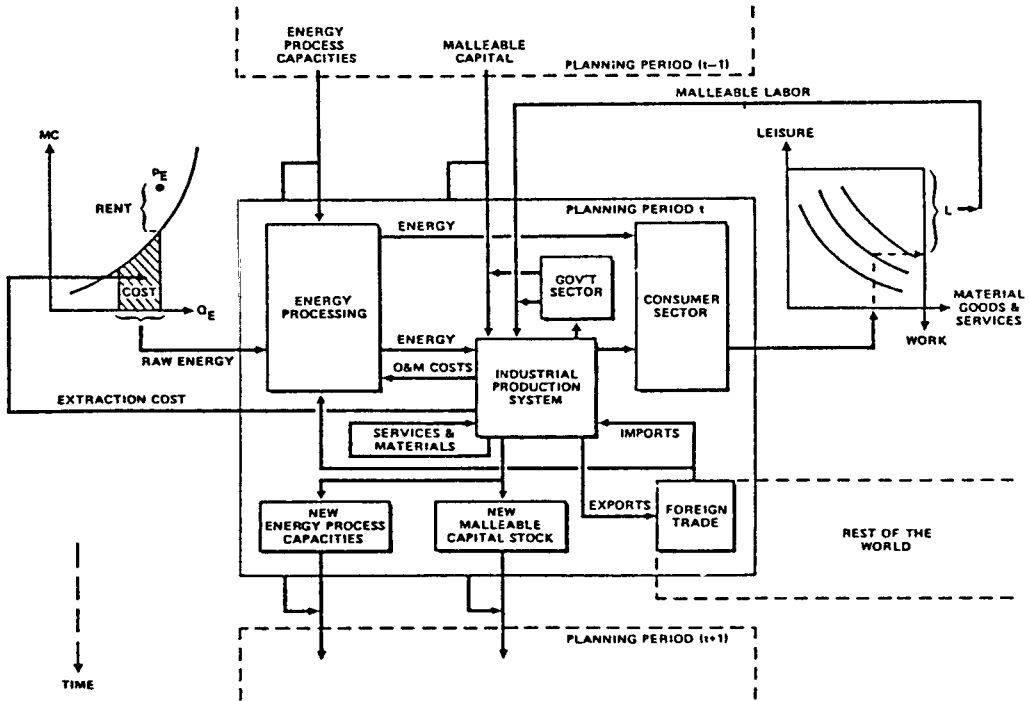 ENERGY
PROCESS
CAPACITIES
MALLEABLE
CAPITAL
PLANNING PERIOD (t−1)
MALLEABLE LABOR
MC
P_E
RENT
COST
Q_E
RAW ENERGY
EXTRACTION COST
LEISURE
L
MATERIAL
GOODS &
SERVICES
WORK
PLANNING PERIOD t
ENERGY
ENERGY
PROCESSING
GOV'T
SECTOR
CONSUMER
SECTOR
ENERGY
O&M COSTS
INDUSTRIAL
PRODUCTION
SYSTEM
SERVICES &
MATERIALS
IMPORTS
EXPORTS
FOREIGN
TRADE
NEW
ENERGY PROCESS
CAPACITIES
NEW
MALLEABLE
CAPITAL STOCK
REST OF THE
WORLD
PLANNING PERIOD (t+1)
TIME